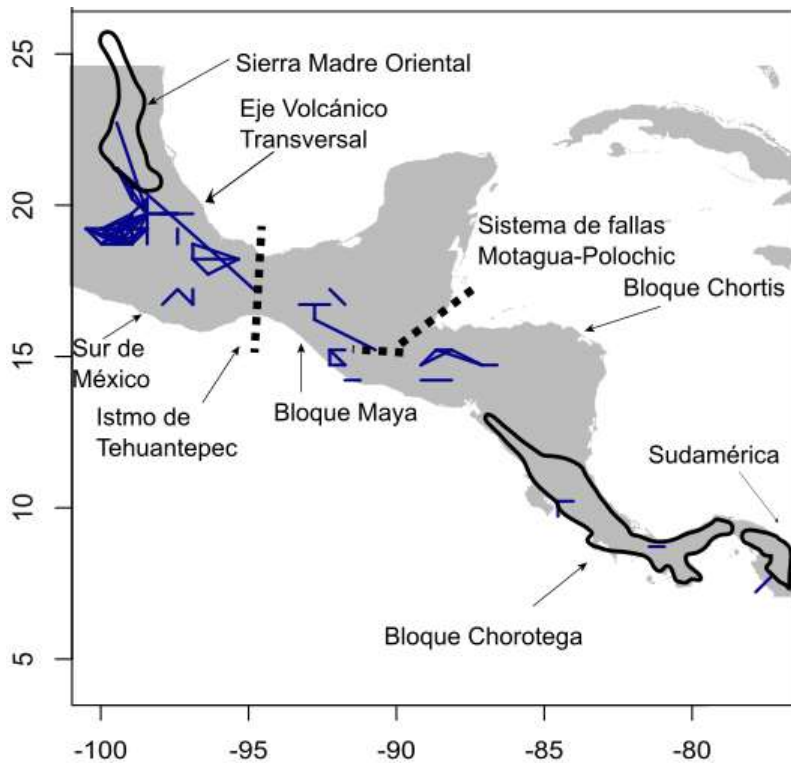 25
20
15
10
5
Sierra Madre Oriental
Eje Volcánico
Transversal
Sistema de fallas
Motagua-Polochic
Bloque Chortis
Sur de
México
Istmo de
Tehuantepec
Bloque Maya
Sudamérica
Bloque Chorotega
-100
-95
-90
-85
-80